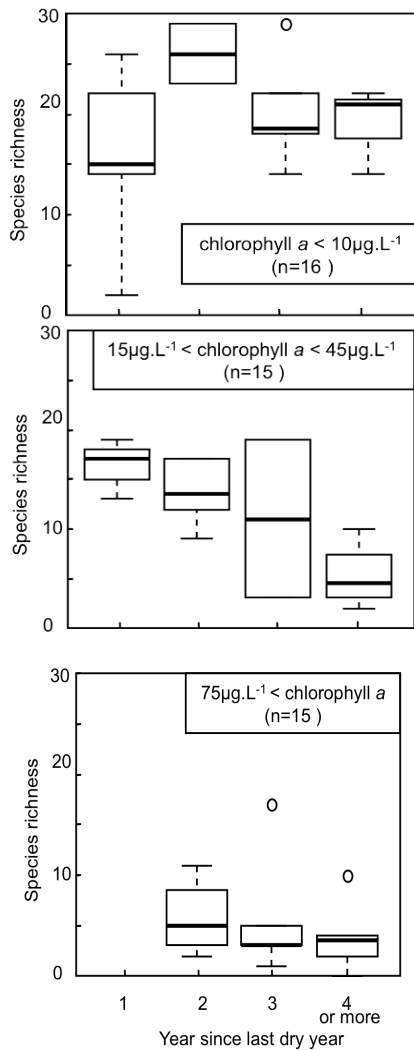 30
20
10
0
Species richness
chlorophyll a < 10µg.L-1
(n=16 )
30
20
10
0
Species richness
15µg.L-1 < chlorophyll a < 45µg.L-1
(n=15 )
30
20
10
0
Species richness
75µg.L-1 < chlorophyll a
(n=15 )
1 2 3 4
or more
Year since last dry year